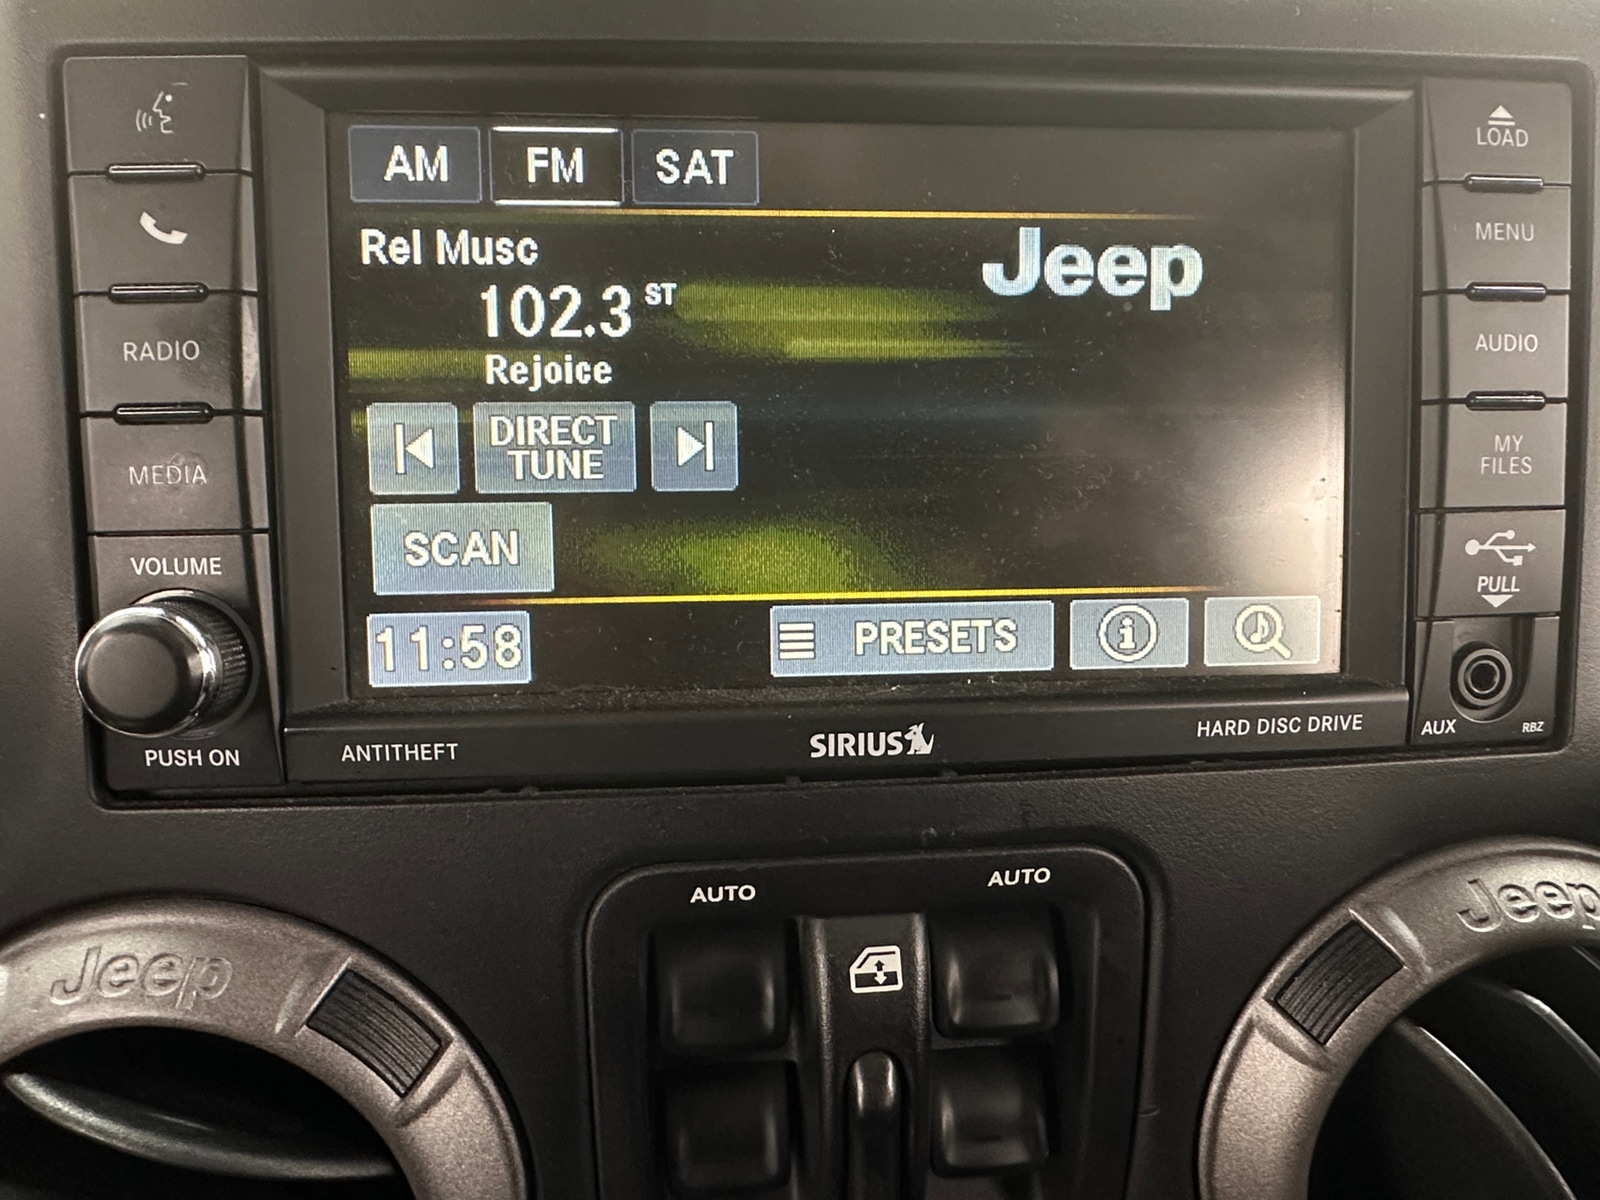 AM FM SAT
Rel Musc
Jeep
102.3 ST
Rejoice
DIRECT
TUNE
SCAN
11:58 PRESETS
RADIO
MEDIA
VOLUME
PUSH ON
LOAD
MENU
AUDIO
MY
FILES
PULL
AUX RBZ
ANTITHEFT SIRIUS HARD DISC DRIVE
AUTO AUTO
Jeep Jeep